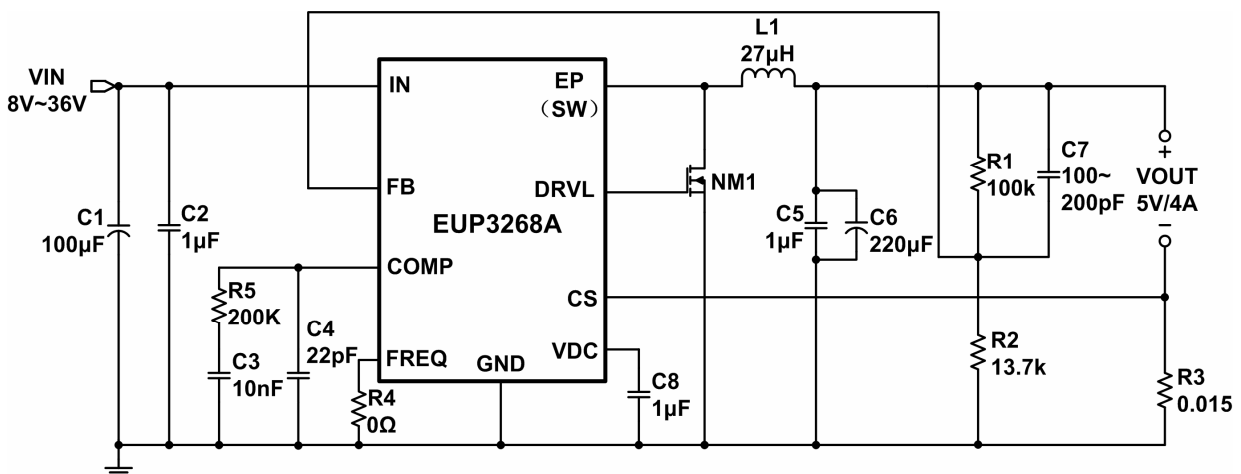 L1
27µH
VIN
8V~36V
IN
EP
(SW)
FB
DRVL
NM1
EUP3268A
C1
100µF
C2
1µF
C5
1µF
C6
220µF
R1
100k
C7
100~
200pF
+
VOUT
5V/4A
−
COMP
CS
R5
200K
C4
22pF
C3
10nF
FREQ
GND
VDC
R4
0Ω
C8
1µF
R2
13.7k
R3
0.015